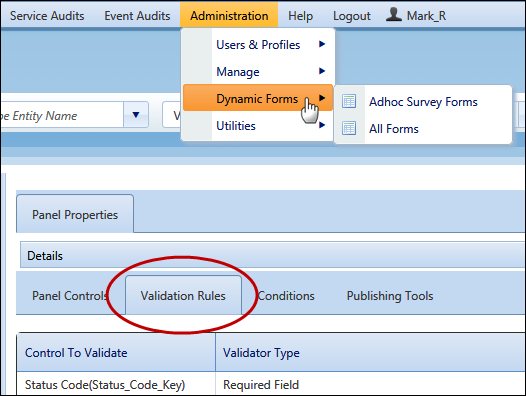 Service Audits Event Audits Administration Help Logout Mark_R
Users & Profiles
Manage
Dynamic Forms
Utilities
Adhoc Survey Forms
All Forms
Entity Name
Panel Properties
Details
Panel Controls Validation Rules Conditions Publishing Tools
Control To Validate Validator Type
Status Code(Status_Code_Key) Required Field